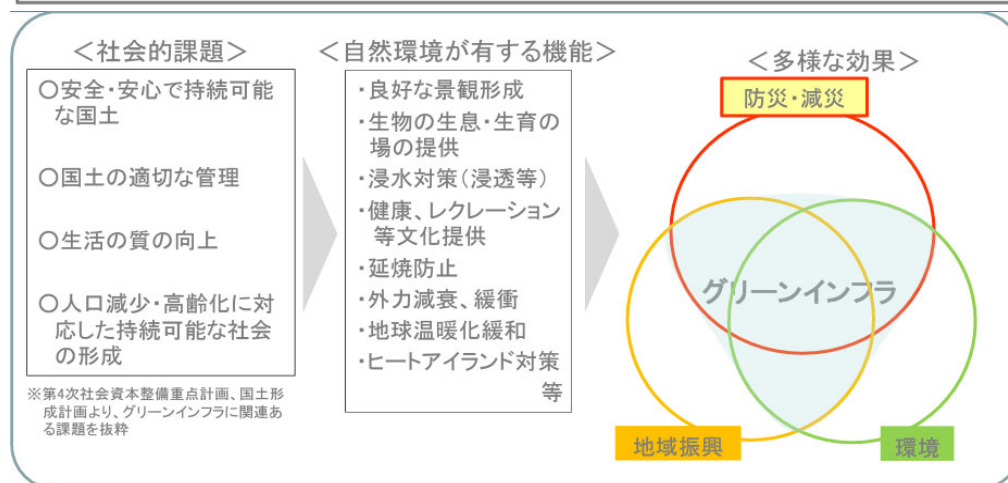 ＜社会的課題＞
〇安全・安心で持続可能
な国土
〇国土の適切な管理
〇生活の質の向上
〇人口減少・高齢化に対
応した持続可能な社会
の形成
※第4次社会資本整備重点計画、国土形
成計画より、グリーンインフラに関連あ
る課題を抜粋
＜自然環境が有する機能＞
・良好な景観形成
・生物の生息・生育の
場の提供
・浸水対策（浸透等）
・健康、レクレーション
等文化提供
・延焼防止
・外力減衰、緩衝
・地球温暖化緩和
・ヒートアイランド対策
等
＜多様な効果＞
防災・減災
グリーンインフラ
地域振興
環境